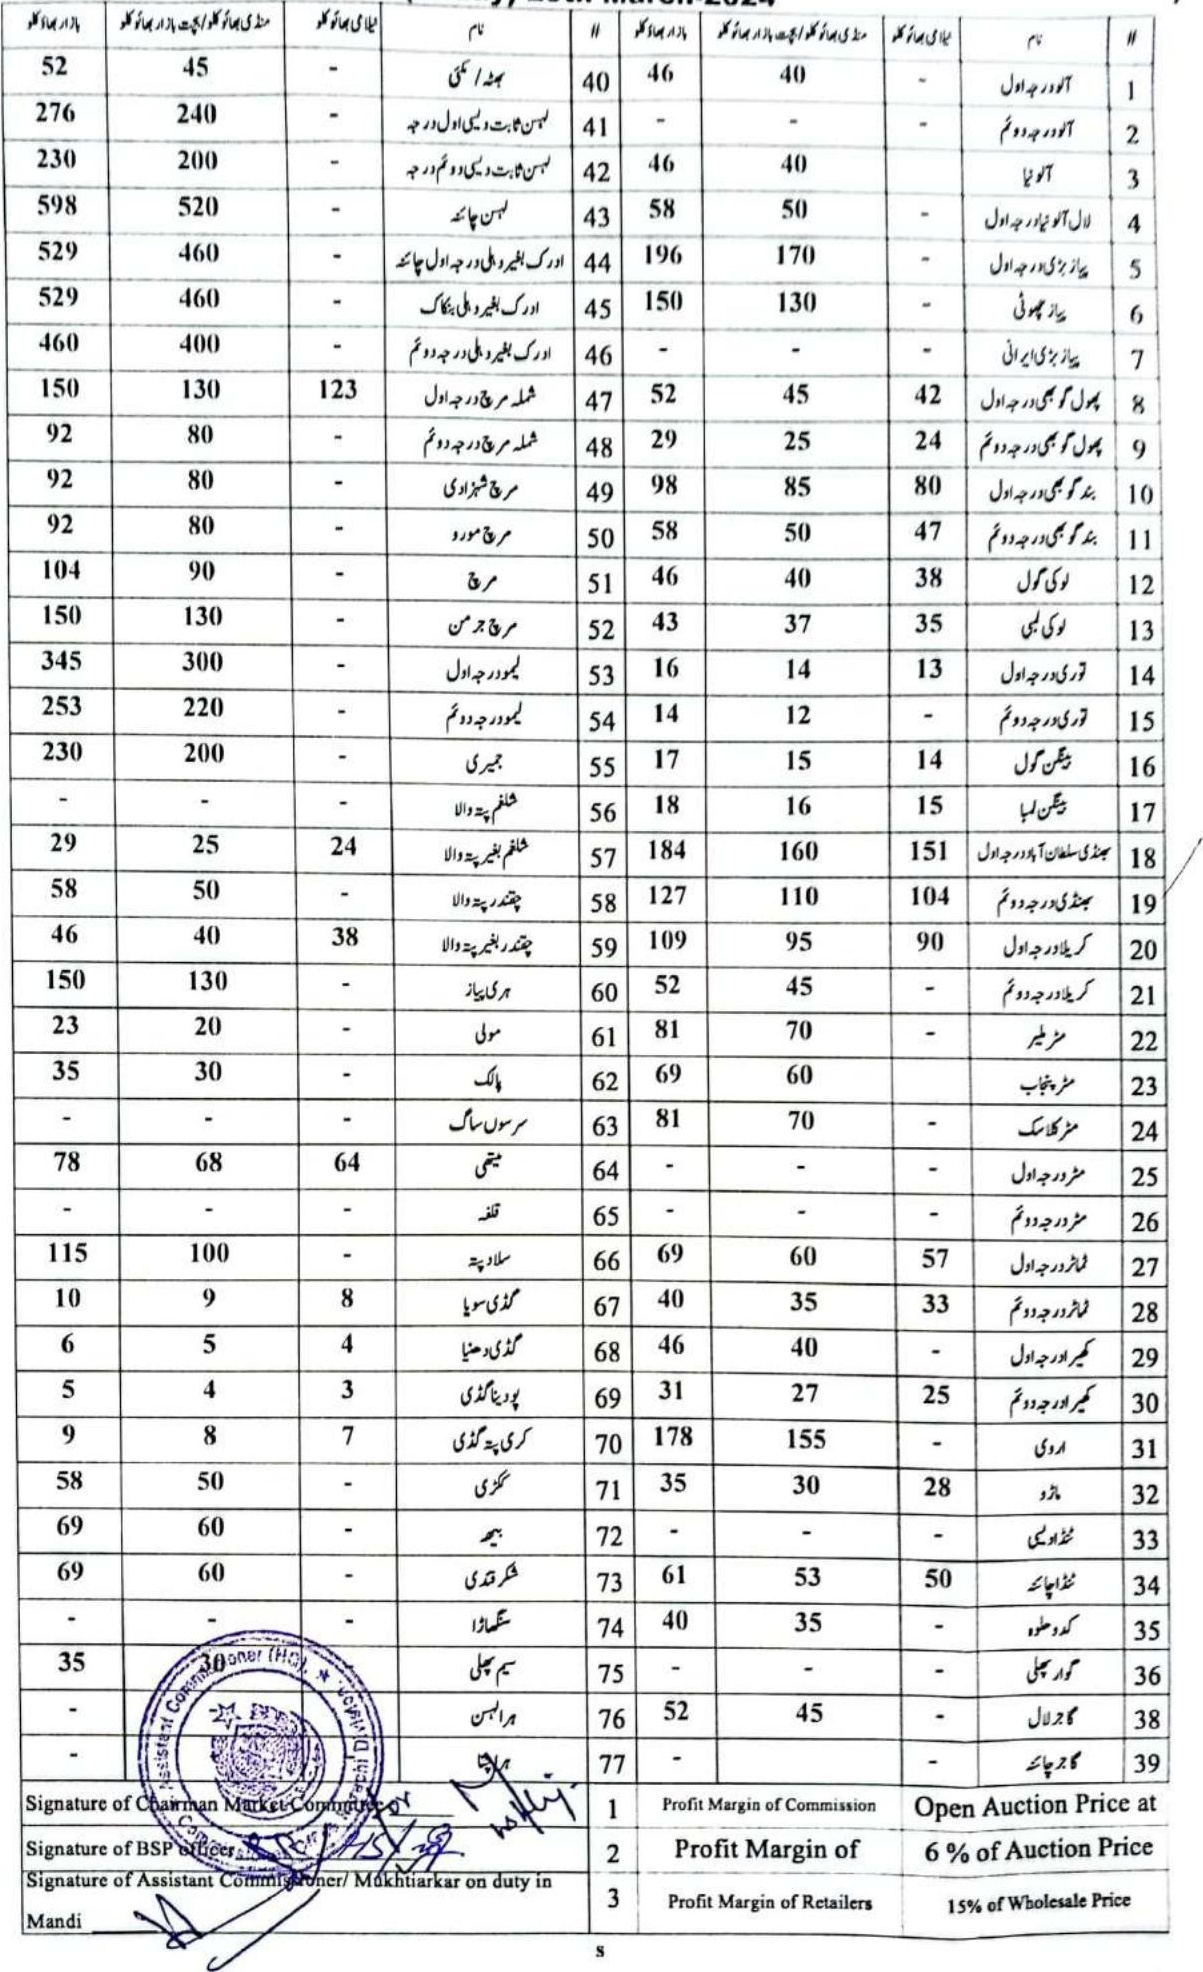 (...), 28th-March-2024
# نام نیلامی بھائو کلو منڈی بھائو کلو/بچت بازار بھائو کلو بازار بھاؤ کلو # نام نیلامی بھائو کلو منڈی بھائو کلو/بچت بازار بھائو کلو بازار بھاؤ کلو
1 آلو درجہ اول - 40 46 40 بھٹہ / مکئی - 45 52
2 آلو درجہ دوئم - - - 41 لہسن ثابت دیسی اول درجہ - 240 276
3 آلو نیا - 40 46 42 لہسن ثابت دیسی دوئم درجہ - 200 230
4 لال آلو نیا درجہ اول - 50 58 43 لہسن چائنہ - 520 598
5 پیاز بڑی درجہ اول - 170 196 44 ادرک بغیر دہلی درجہ اول چائنہ - 460 529
6 پیاز چھوٹی - 130 150 45 ادرک بغیر دہلی بنکاک - 460 529
7 پیاز بڑی ایرانی - - - 46 ادرک بغیر دہلی درجہ دوئم - 400 460
8 پھول گوبھی درجہ اول 42 45 52 47 شملہ مرچ درجہ اول 123 130 150
9 پھول گوبھی درجہ دوئم 24 25 29 48 شملہ مرچ درجہ دوئم - 80 92
10 بند گوبھی درجہ اول 80 85 98 49 مرچ شہزادی - 80 92
11 بند گوبھی درجہ دوئم 47 50 58 50 مرچ مورو - 80 92
12 لوکی گول 38 40 46 51 مرچ - 90 104
13 لوکی لمبی 35 37 43 52 مرچ جرمن - 130 150
14 توری درجہ اول 13 14 16 53 لیمو درجہ اول - 300 345
15 توری درجہ دوئم - 12 14 54 لیمو درجہ دوئم - 220 253
16 بینگن گول 14 15 17 55 جمیری - 200 230
17 بینگن لمبا 15 16 18 56 شلغم پتہ والا - - -
18 بھنڈی سلطان آباد درجہ اول 151 160 184 57 شلغم بغیر پتہ والا 24 25 29
19 بھنڈی درجہ دوئم 104 110 127 58 چقندر پتہ والا - 50 58
20 کریلا درجہ اول 90 95 109 59 چقندر بغیر پتہ والا 38 40 46
21 کریلا درجہ دوئم - 45 52 60 ہری پیاز - 130 150
22 مٹر ملیر - 70 81 61 مولی - 20 23
23 مٹر پنجاب 60 69 62 پالک - 30 35
24 مٹر کلاسک - 70 81 63 سرسوں ساگ - - -
25 مٹر درجہ اول - - - 64 میتھی 64 68 78
26 مٹر درجہ دوئم - - - 65 قلفہ - - -
27 ٹماٹر درجہ اول 57 60 69 66 سلاد پتہ - 100 115
28 ٹماٹر درجہ دوئم 33 35 40 67 گڈی سویا 8 9 10
29 کھیرا درجہ اول - 40 46 68 گڈی دھنیا 4 5 6
30 کھیرا درجہ دوئم 25 27 31 69 پودینا گڈی 3 4 5
31 اروی - 155 178 70 کری پتہ گڈی 7 8 9
32 ماڑو 28 30 35 71 ککڑی - 50 58
33 ٹنڈا دیسی - - - 72 بیھ - 60 69
34 ٹنڈا چائنہ 50 53 61 73 شکر قندی - 60 69
35 کدو حلوہ - 35 40 74 سنگھاڑا - - -
36 گوار پھلی - - - 75 سیم پھلی 30 35
38 گاجر لال - 45 52 76 ہرا لہسن -
39 گاجر چائنہ - - 77 -
Signature of Chairman Market Committee 1 Profit Margin of Commission Open Auction Price at
Signature of BSP officer 2 Profit Margin of 6 % of Auction Price
Signature of Assistant Commissioner/ Mukhtiarkar on duty in
Mandi 3 Profit Margin of Retailers 15% of Wholesale Price
s
Assistant Commissioner (HQ),
Karachi Division.